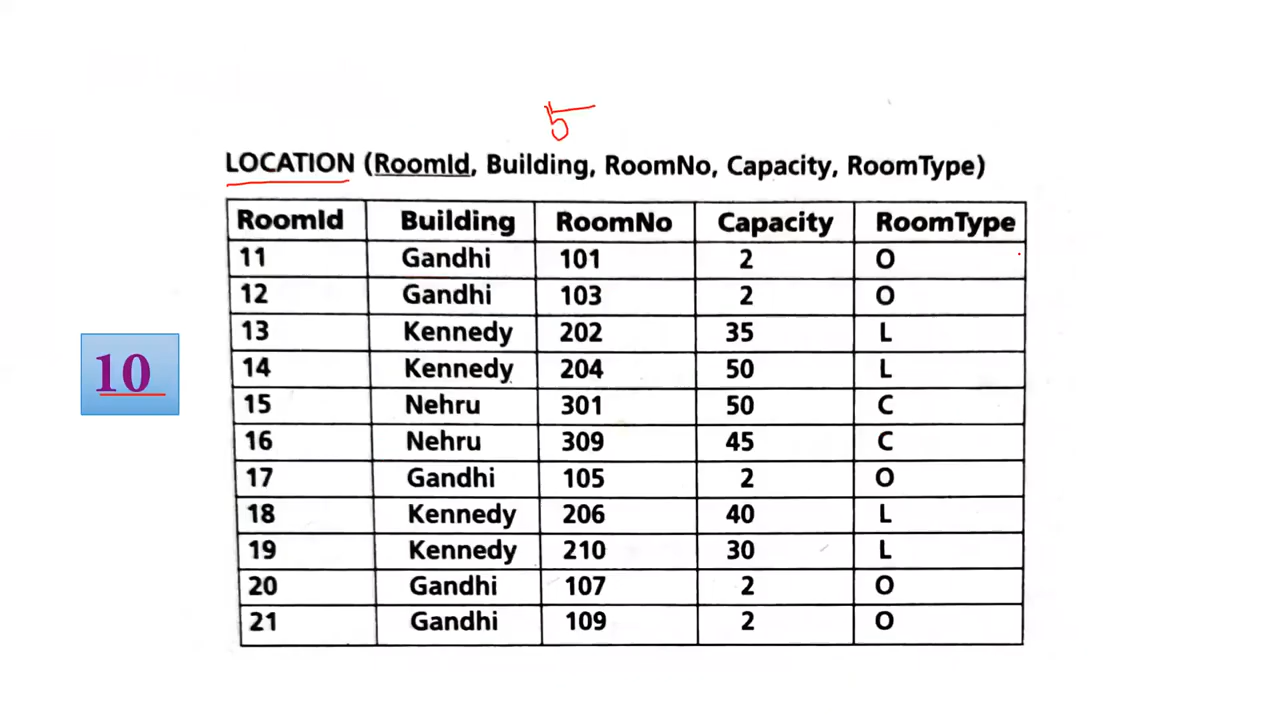 5
LOCATION (RoomId, Building, RoomNo, Capacity, RoomType)
RoomId Building RoomNo Capacity RoomType
11 Gandhi 101 2 O
12 Gandhi 103 2 O
13 Kennedy 202 35 L
14 Kennedy 204 50 L
15 Nehru 301 50 C
16 Nehru 309 45 C
17 Gandhi 105 2 O
18 Kennedy 206 40 L
19 Kennedy 210 30 L
20 Gandhi 107 2 O
21 Gandhi 109 2 O
10